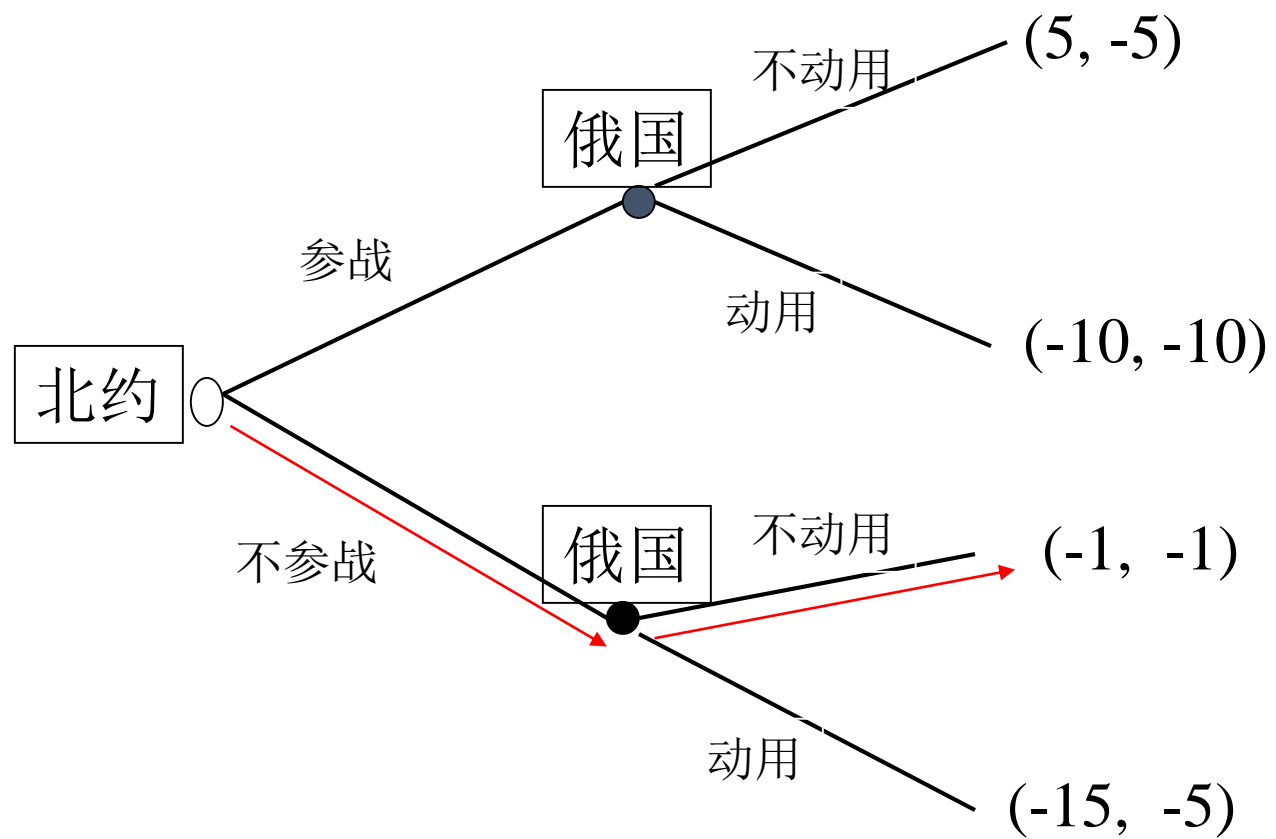 不动用
(5, -5)
俄国
参战
动用
(-10, -10)
北约
不参战
俄国
不动用
(-1, -1)
动用
(-15, -5)